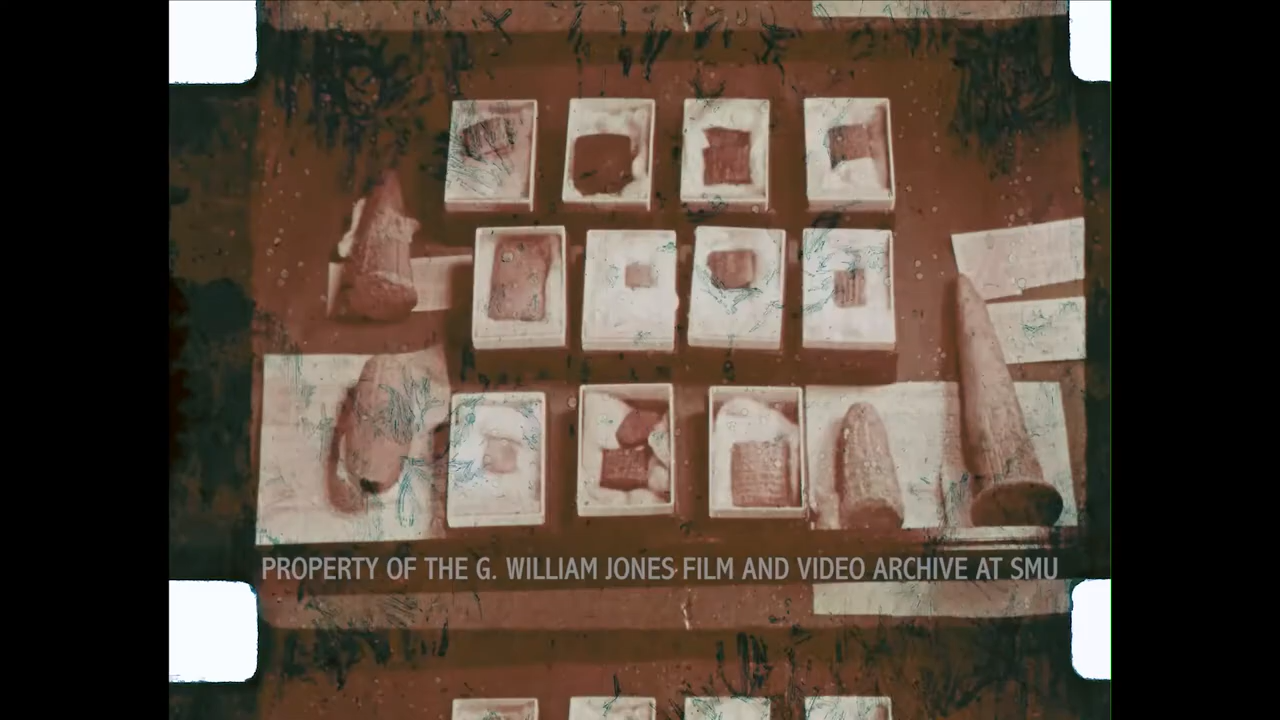 PROPERTY OF THE G. WILLIAM JONES FILM AND VIDEO ARCHIVE AT SMU